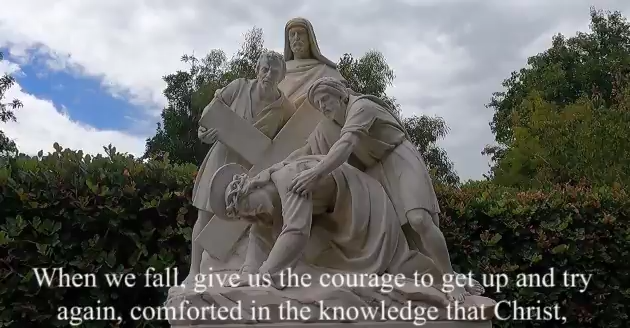 When we fall, give us the courage to get up and try
again, comforted in the knowledge that Christ,